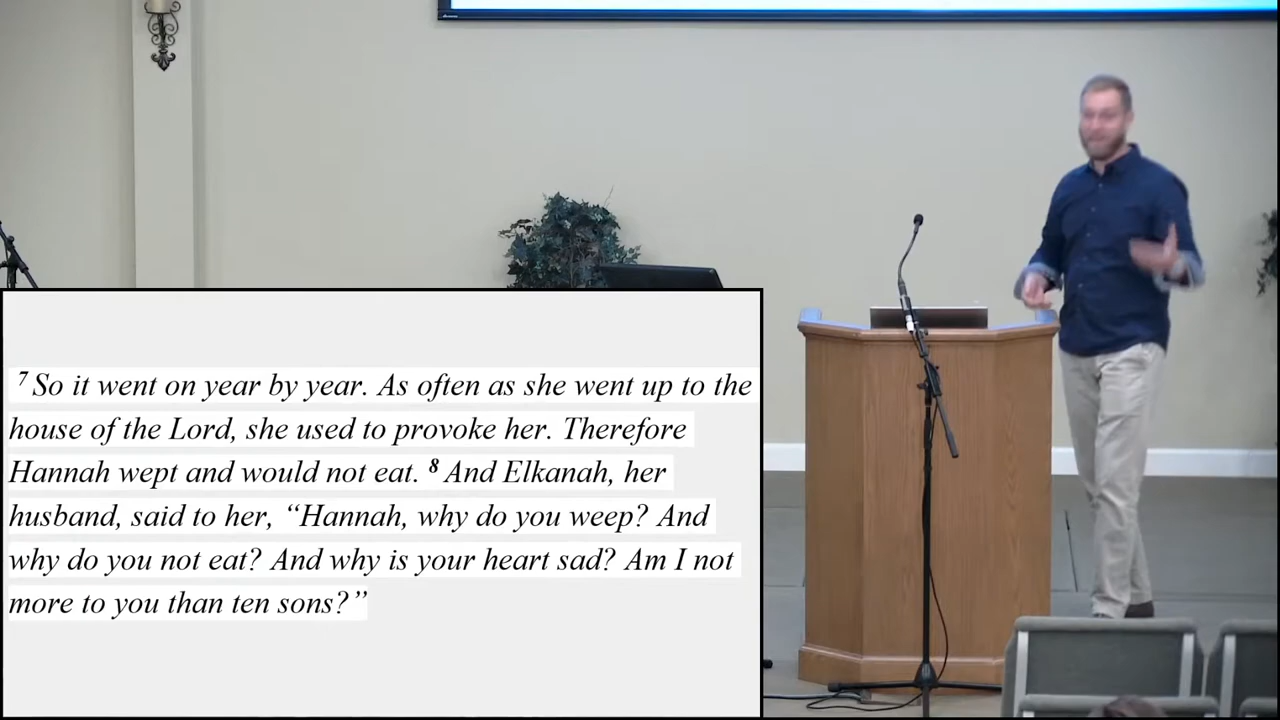 7 So it went on year by year. As often as she went up to the
house of the Lord, she used to provoke her. Therefore
Hannah wept and would not eat. 8 And Elkanah, her
husband, said to her, “Hannah, why do you weep? And
why do you not eat? And why is your heart sad? Am I not
more to you than ten sons?”